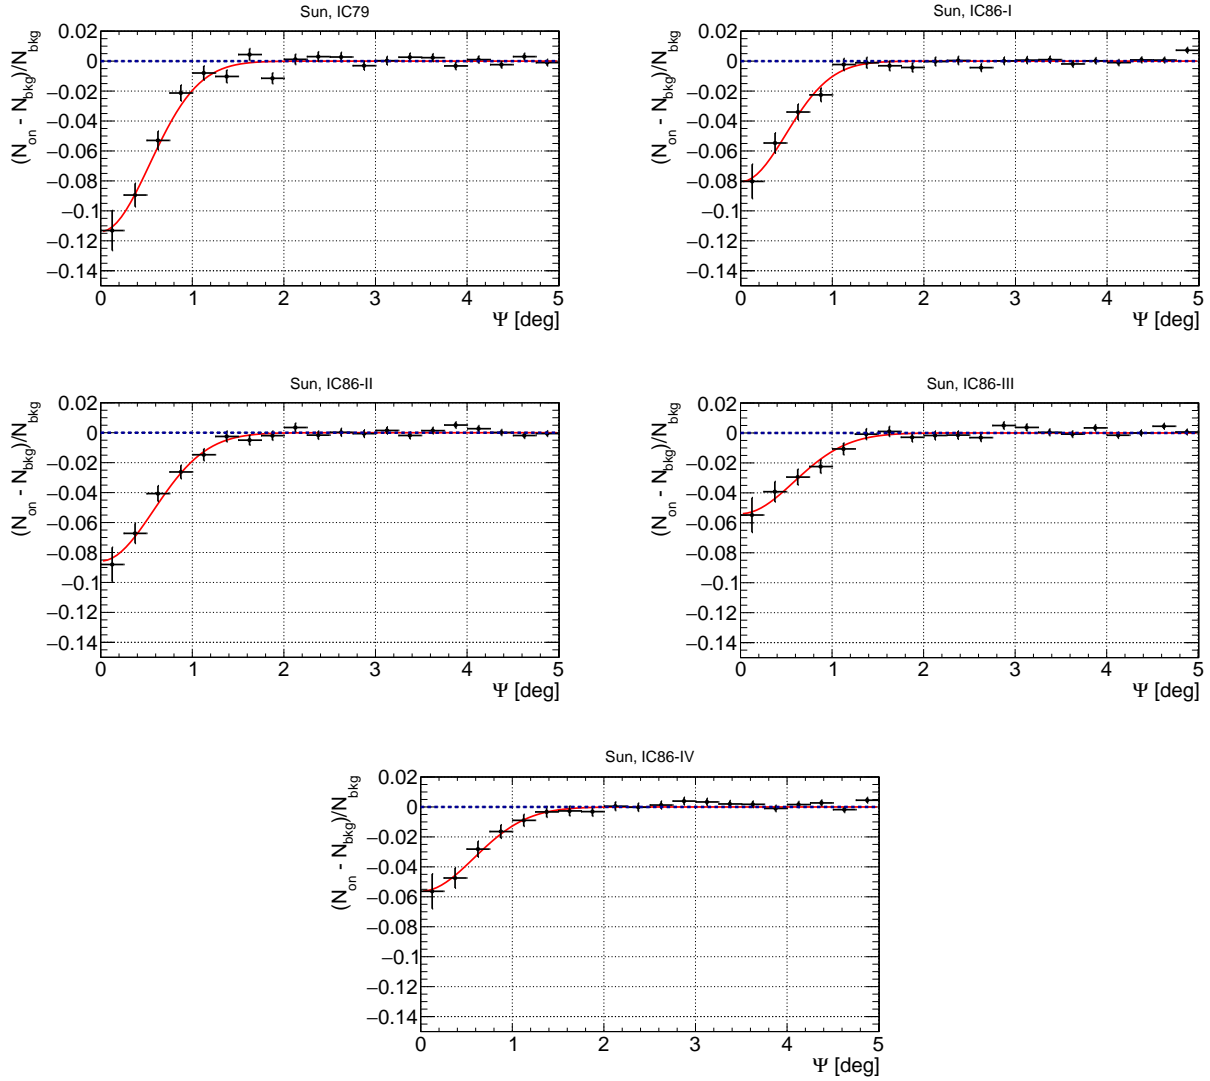 Sun, IC79
(N_on - N_bkg)/N_bkg
0.02
0
−0.02
−0.04
−0.06
−0.08
−0.1
−0.12
−0.14
0 1 2 3 4 5
Ψ [deg]
Sun, IC86-I
(N_on - N_bkg)/N_bkg
0.02
0
−0.02
−0.04
−0.06
−0.08
−0.1
−0.12
−0.14
0 1 2 3 4 5
Ψ [deg]
Sun, IC86-II
(N_on - N_bkg)/N_bkg
0.02
0
−0.02
−0.04
−0.06
−0.08
−0.1
−0.12
−0.14
0 1 2 3 4 5
Ψ [deg]
Sun, IC86-III
(N_on - N_bkg)/N_bkg
0.02
0
−0.02
−0.04
−0.06
−0.08
−0.1
−0.12
−0.14
0 1 2 3 4 5
Ψ [deg]
Sun, IC86-IV
(N_on - N_bkg)/N_bkg
0.02
0
−0.02
−0.04
−0.06
−0.08
−0.1
−0.12
−0.14
0 1 2 3 4 5
Ψ [deg]